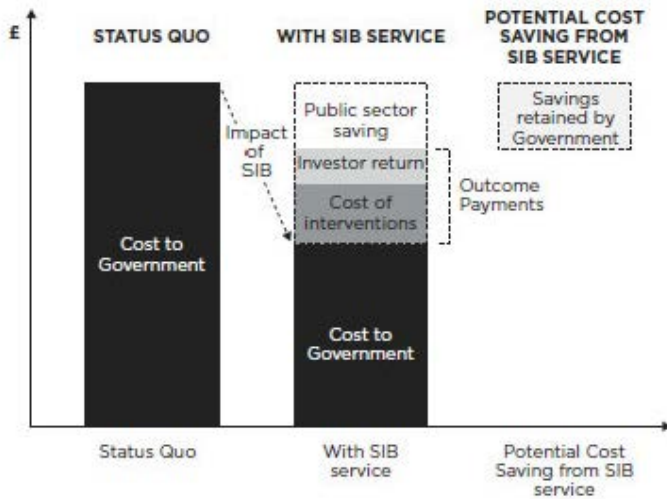 £
STATUS QUO
WITH SIB SERVICE
POTENTIAL COST
SAVING FROM
SIB SERVICE
Impact
of
SIB
Public sector
saving
Investor return
Cost of
interventions
Outcome
Payments
Savings
retained by
Government
Cost to
Government
Cost to
Government
Status Quo
With SIB
service
Potential Cost
Saving from SIB
service